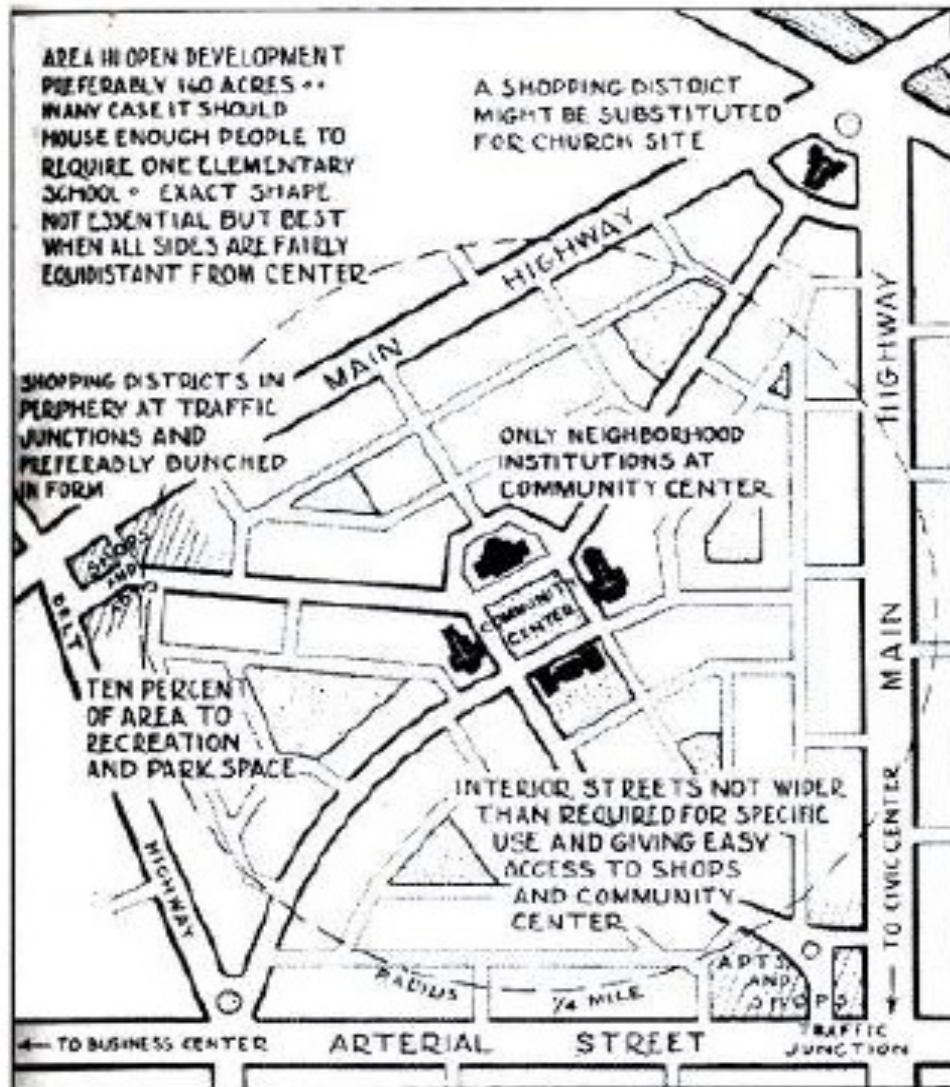 AREA IN OPEN DEVELOPMENT
PREFERABLY 160 ACRES ··
IN ANY CASE IT SHOULD
HOUSE ENOUGH PEOPLE TO
REQUIRE ONE ELEMENTARY
SCHOOL · EXACT SHAPE
NOT ESSENTIAL BUT BEST
WHEN ALL SIDES ARE FAIRLY
EQUIDISTANT FROM CENTER
A SHOPPING DISTRICT
MIGHT BE SUBSTITUTED
FOR CHURCH SITE
MAIN HIGHWAY
HIGHWAY
MAIN
TO CIVIC CENTER
SHOPPING DISTRICTS IN
PERIPHERY AT TRAFFIC
JUNCTIONS AND
PREFERABLY BUNCHED
IN FORM
ONLY NEIGHBORHOOD
INSTITUTIONS AT
COMMUNITY CENTER
SHOPS
AND
BELT
HIGHWAY
COMMUNITY
CENTER
TEN PERCENT
OF AREA TO
RECREATION
AND PARK SPACE
INTERIOR STREETS NOT WIDER
THAN REQUIRED FOR SPECIFIC
USE AND GIVING EASY
ACCESS TO SHOPS
AND COMMUNITY
CENTER
RADIUS 1/4 MILE
APTS
AND
SHOPS
TO BUSINESS CENTER
ARTERIAL STREET
TRAFFIC
JUNCTION